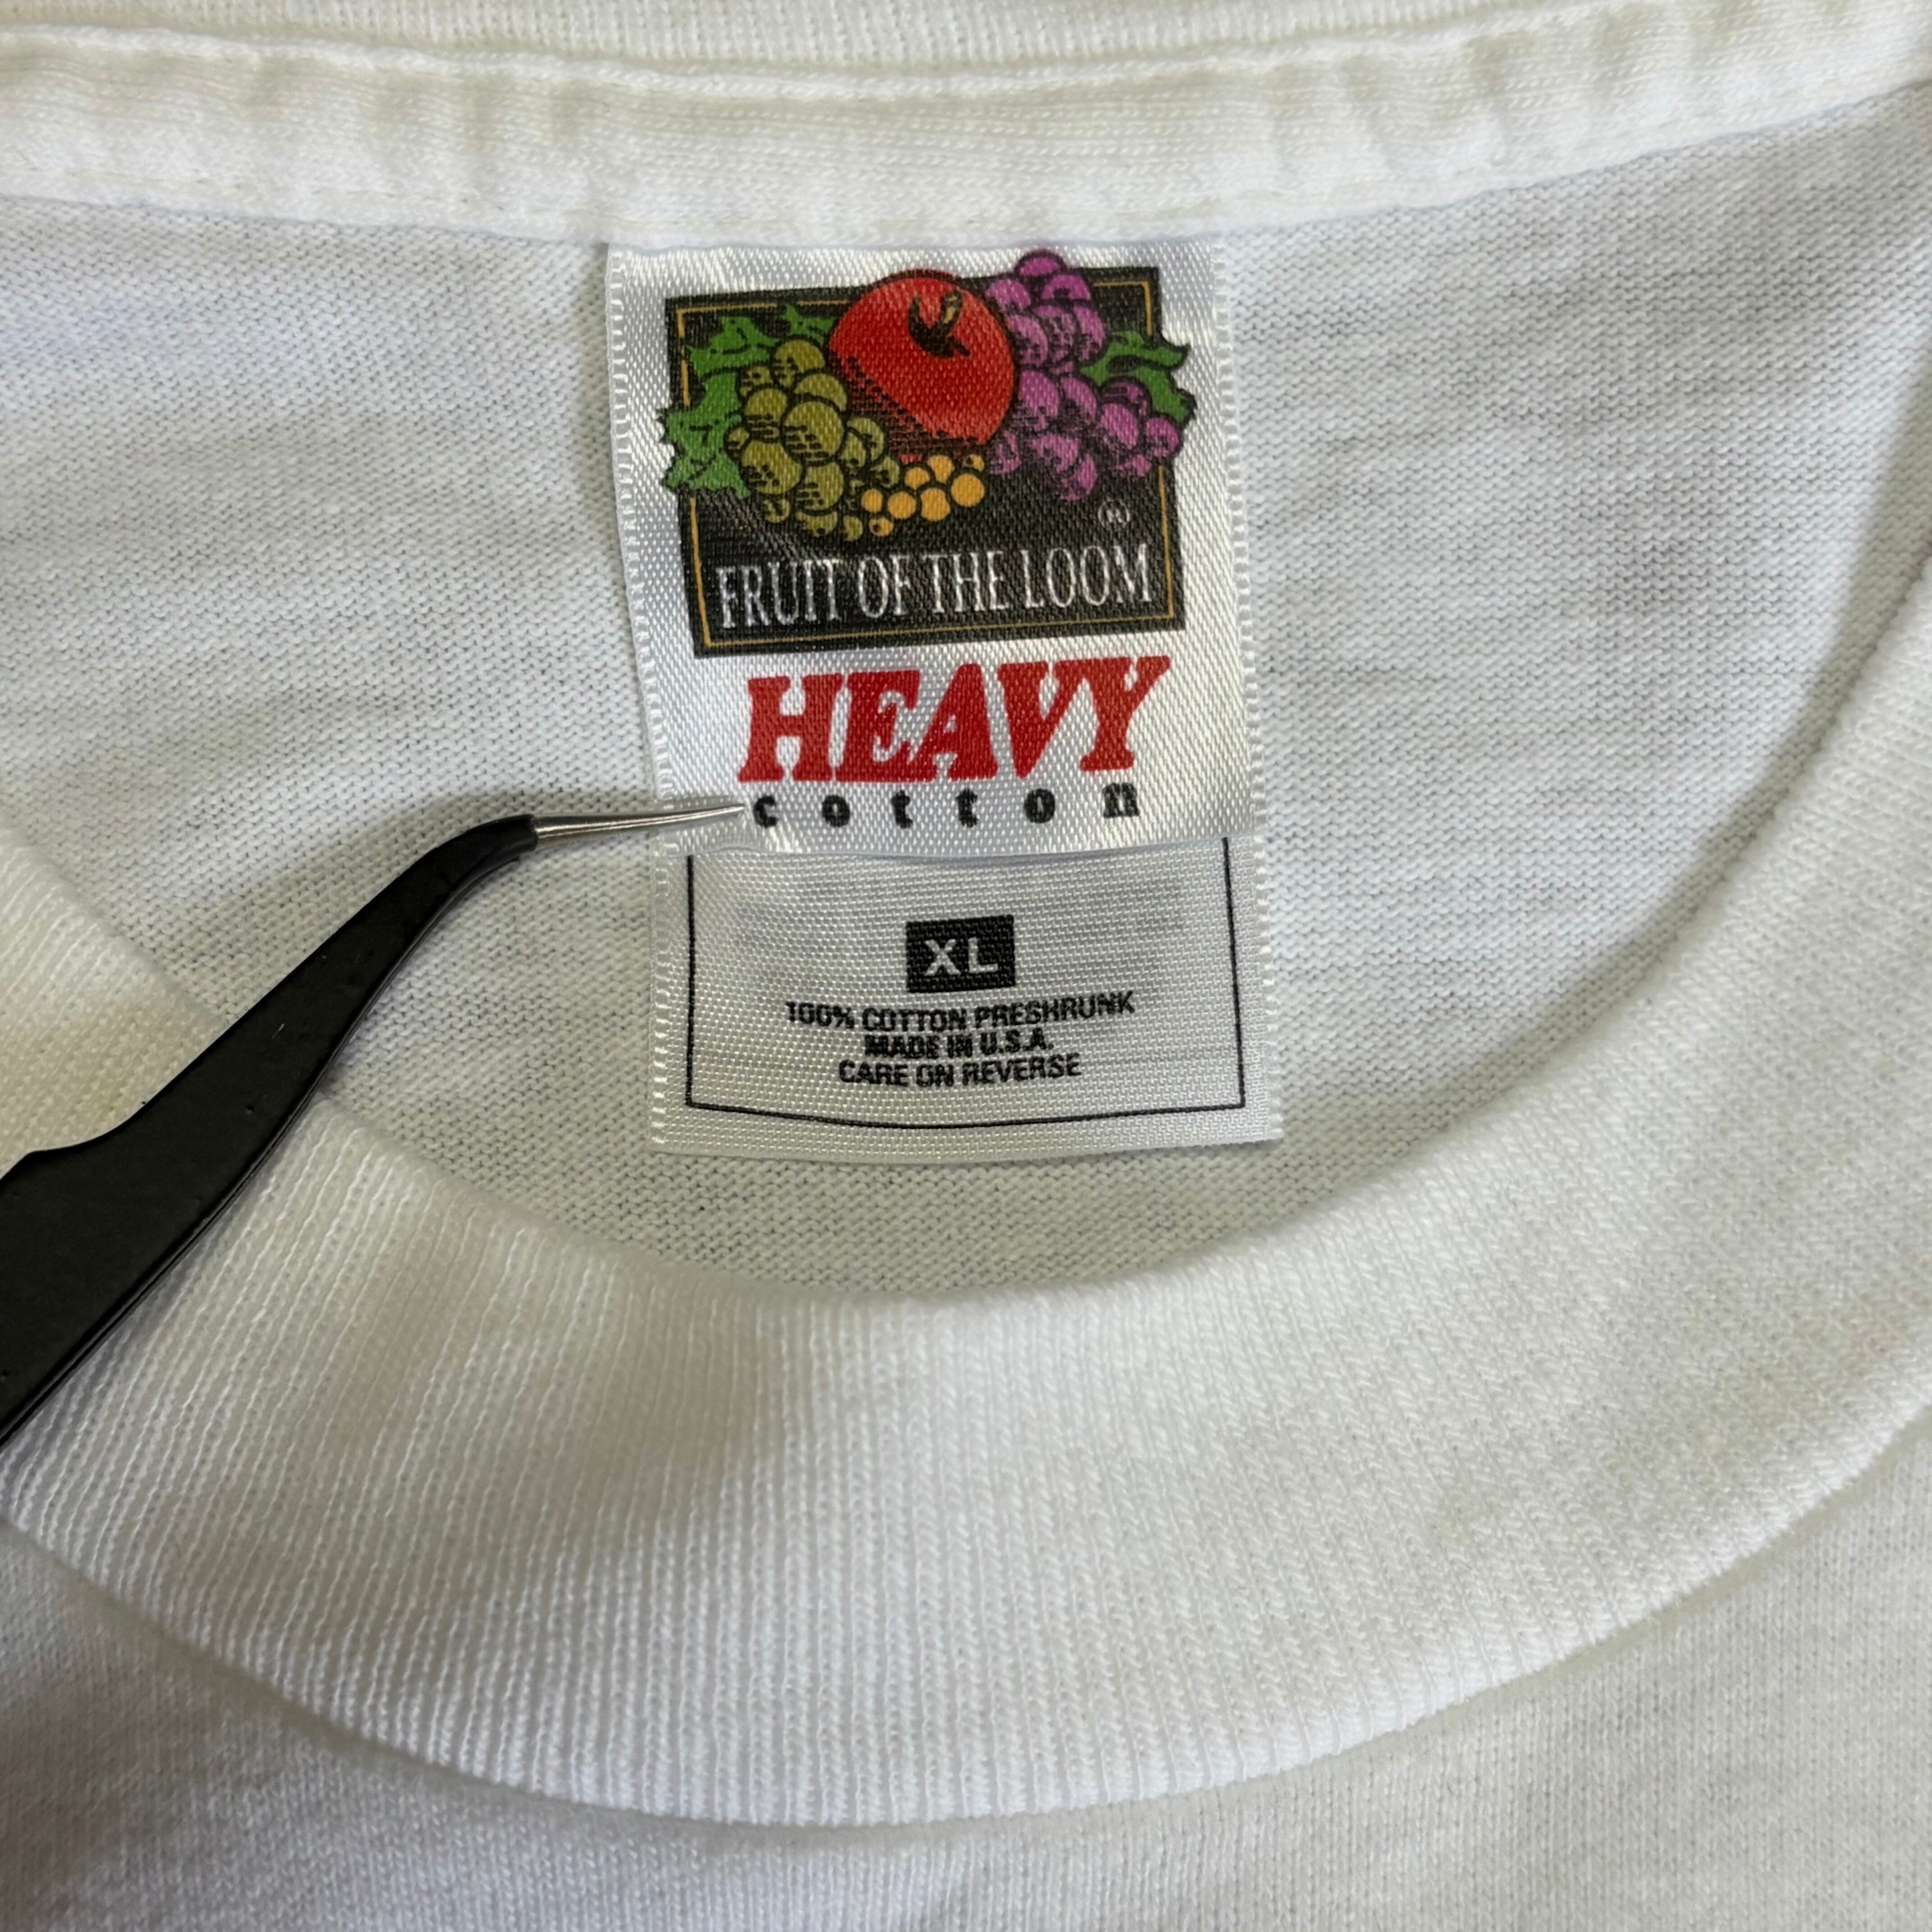 ®
FRUIT OF THE LOOM
HEAVY
cotton
XL
100% COTTON PRESHRUNK
MADE IN U.S.A.
CARE ON REVERSE